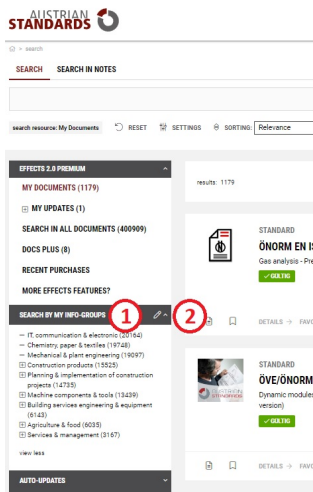 AUSTRIAN
STANDARDS
> search
SEARCH SEARCH IN NOTES
search resource: My Documents RESET SETTINGS SORTING: Relevance
EFFECTS 2.0 PREMIUM
MY DOCUMENTS (1179)
MY UPDATES (1)
SEARCH IN ALL DOCUMENTS (400909)
DOCS PLUS (8)
RECENT PURCHASES
MORE EFFECTS FEATURES?
SEARCH BY MY INFO-GROUPS 1 2
IT, communication & electronic (20164)
Chemistry, paper & textiles (19748)
Mechanical & plant engineering (19097)
Construction products (15525)
Planning & implementation of construction
projects (14735)
Machine components & tools (13439)
Building services engineering & equipment
(6143)
Agriculture & food (6035)
Services & management (3167)
view less
AUTO-UPDATES
results: 1179
STANDARD
ÖNORM EN IS
Gas analysis - Pre
GÜLTIG
DETAILS → FAVO
STANDARD
ÖVE/ÖNORM
Dynamic modules
version)
GÜLTIG
DETAILS → FAVO